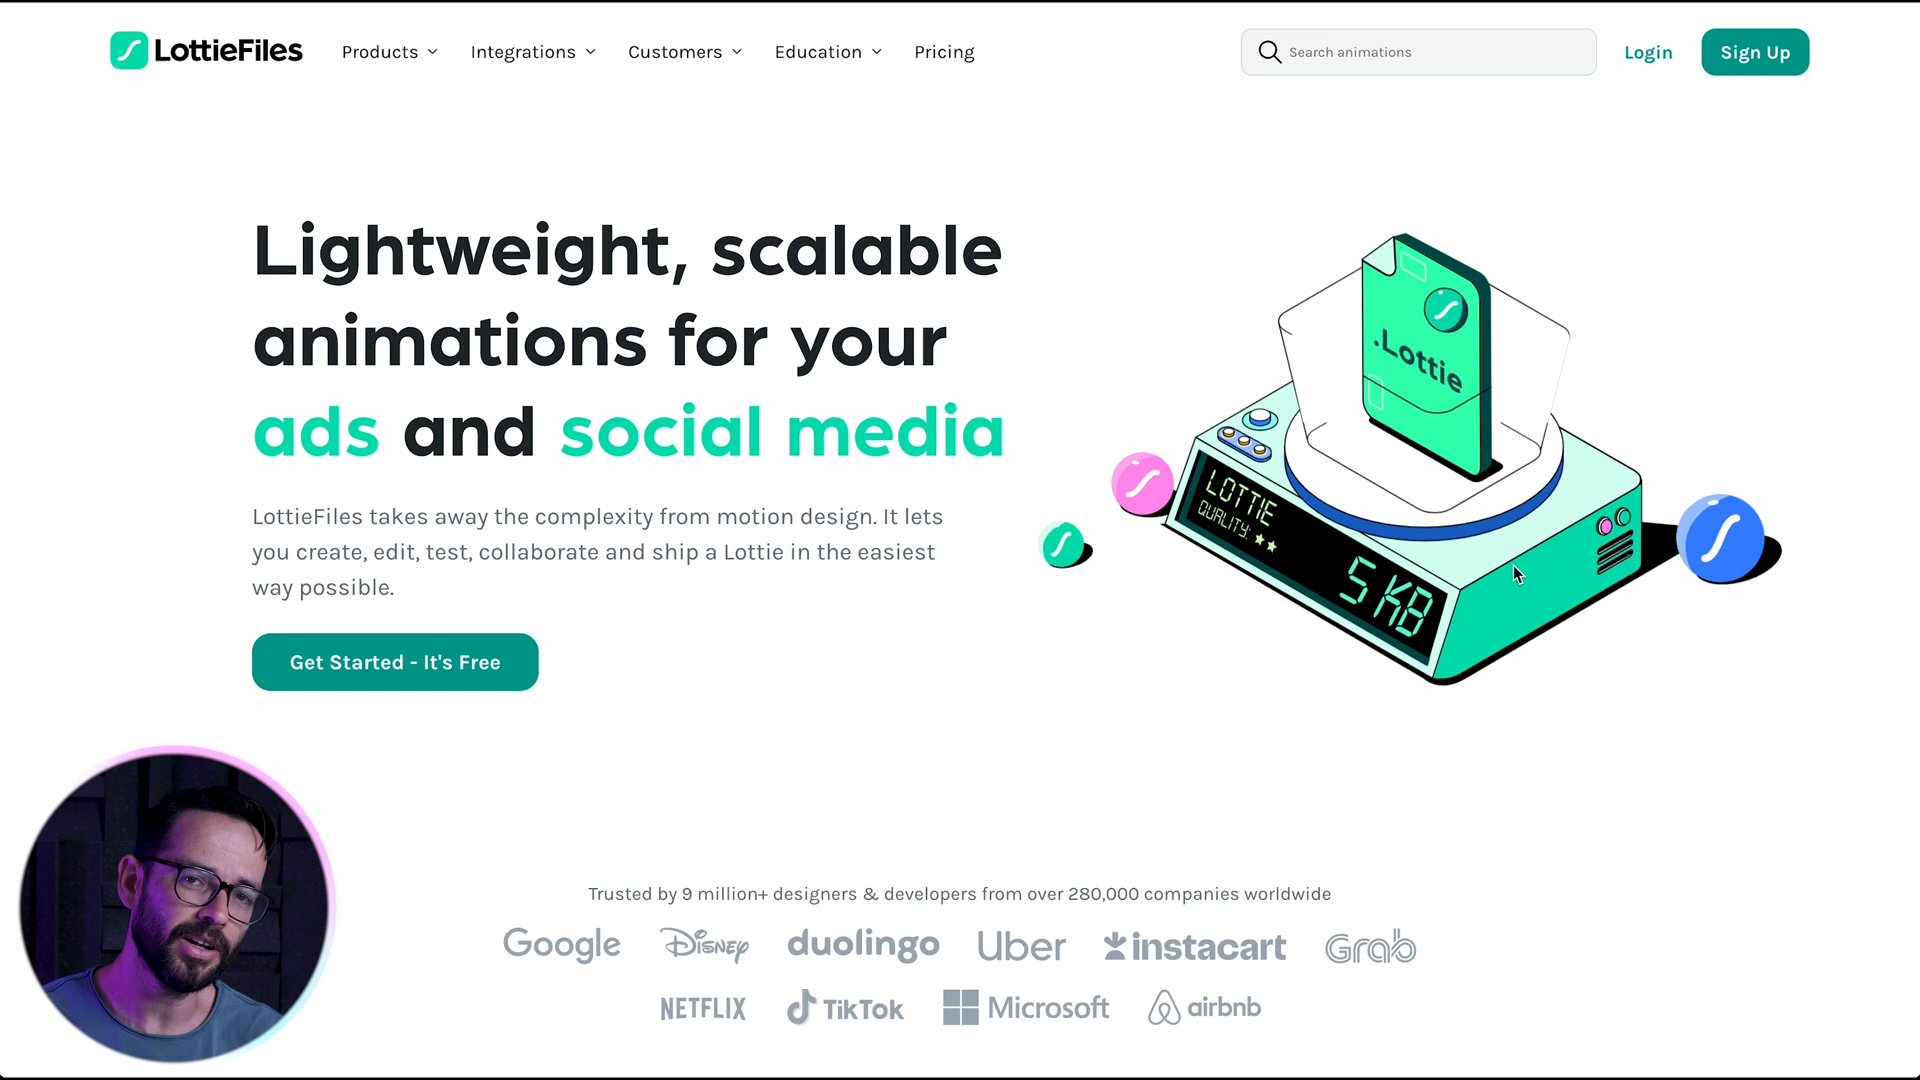 LottieFiles
Products
Integrations
Customers
Education
Pricing
Search animations
Login
Sign Up
Lightweight, scalable
animations for your
ads and social media
LottieFiles takes away the complexity from motion design. It lets
you create, edit, test, collaborate and ship a Lottie in the easiest
way possible.
Get Started - It's Free
.Lottie
LOTTIE
QUALITY:
5 KB
Trusted by 9 million+ designers & developers from over 280,000 companies worldwide
Google
Disney
duolingo
Uber
instacart
Grab
NETFLIX
TikTok
Microsoft
airbnb